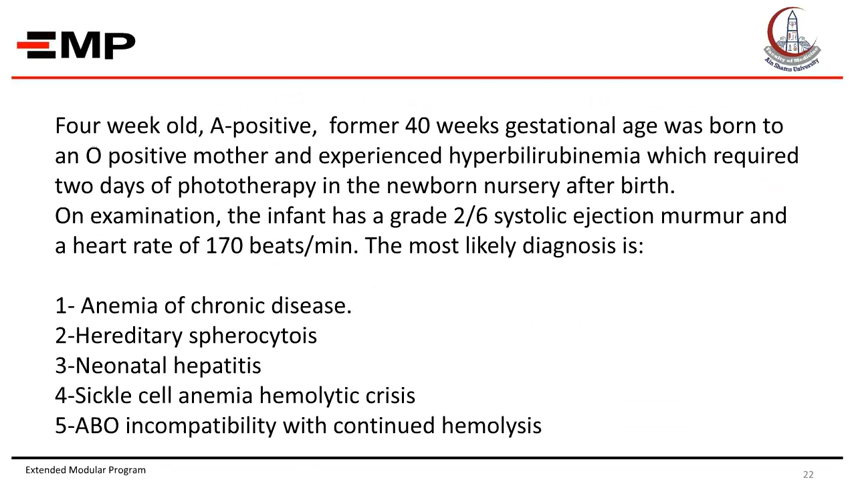 EMP
Ain Shams University
Four week old, A-positive, former 40 weeks gestational age was born to
an O positive mother and experienced hyperbilirubinemia which required
two days of phototherapy in the newborn nursery after birth.
On examination, the infant has a grade 2/6 systolic ejection murmur and
a heart rate of 170 beats/min. The most likely diagnosis is:
1- Anemia of chronic disease.
2-Hereditary spherocytois
3-Neonatal hepatitis
4-Sickle cell anemia hemolytic crisis
5-ABO incompatibility with continued hemolysis
Extended Modular Program
22